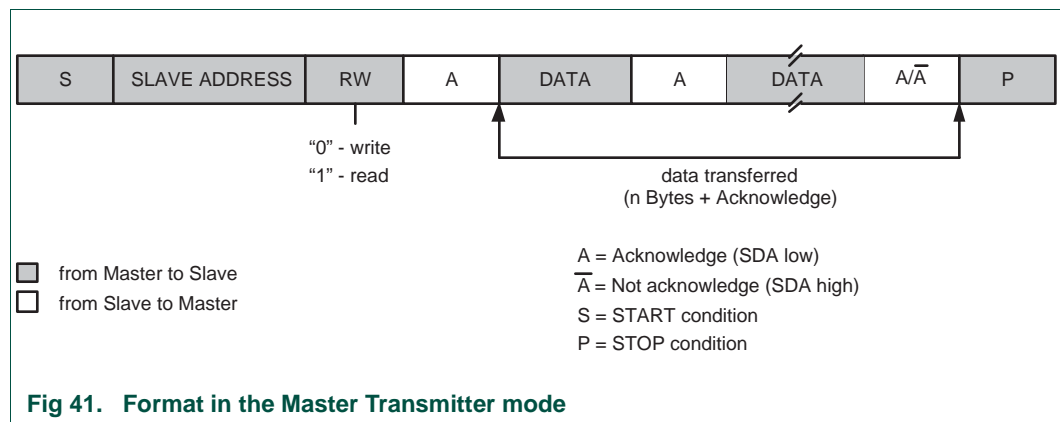 S SLAVE ADDRESS RW A DATA A DATA A/A̅ P
“0” - write
“1” - read
data transferred
(n Bytes + Acknowledge)
from Master to Slave
from Slave to Master
A = Acknowledge (SDA low)
A̅ = Not acknowledge (SDA high)
S = START condition
P = STOP condition
Fig 41. Format in the Master Transmitter mode